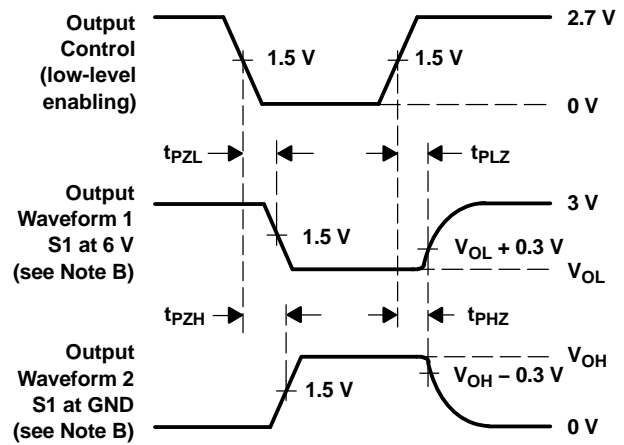 Output
Control
(low-level
enabling)
1.5 V
1.5 V
2.7 V
0 V
tPZL
tPLZ
Output
Waveform 1
S1 at 6 V
(see Note B)
1.5 V
3 V
VOL + 0.3 V
VOL
tPZH
tPHZ
Output
Waveform 2
S1 at GND
(see Note B)
1.5 V
VOH
VOH − 0.3 V
0 V